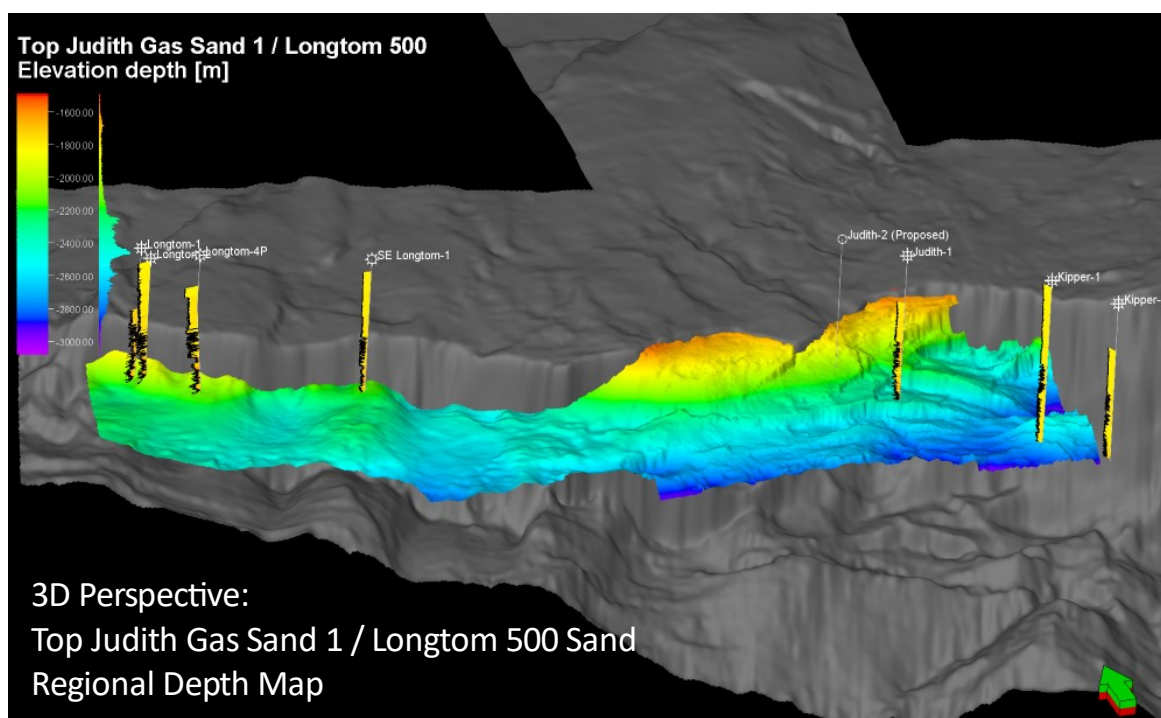 Top Judith Gas Sand 1 / Longtom 500
Elevation depth [m]
-1600.00
-1800.00
-2000.00
-2200.00
-2400.00
-2600.00
-2800.00
-3000.00
Longtom-1
Longtom-4P
SE Longtom-1
Judith-2 (Proposed)
Judith-1
Kipper-1
Kipper-
3D Perspective:
Top Judith Gas Sand 1 / Longtom 500 Sand
Regional Depth Map